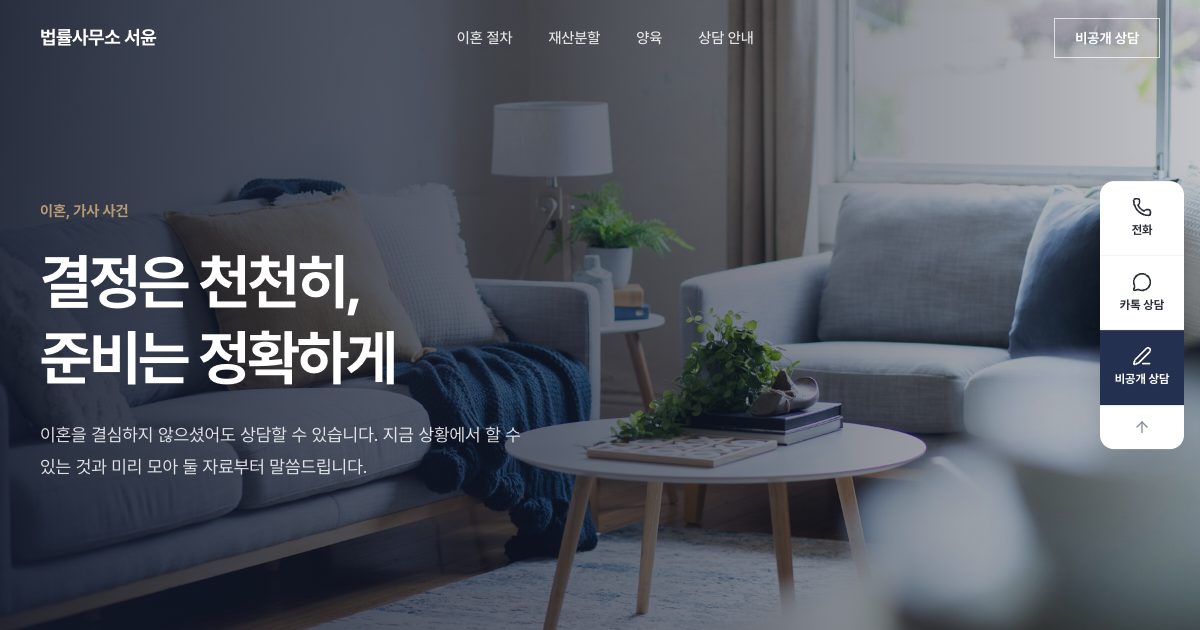 법률사무소 서윤
이혼 절차
재산분할
양육
상담 안내
비공개 상담
이혼, 가사 사건
결정은 천천히,
준비는 정확하게
이혼을 결심하지 않으셨어도 상담할 수 있습니다. 지금 상황에서 할 수
있는 것과 미리 모아 둘 자료부터 말씀드립니다.
전화
카톡 상담
비공개 상담